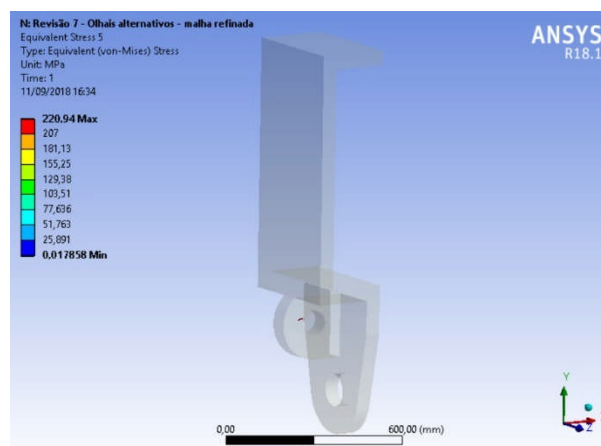 N: Revisão 7 - Olhais alternativos - malha refinada
Equivalent Stress 5
Type: Equivalent (von-Mises) Stress
Unit: MPa
Time: 1
11/09/2018 16:34
ANSYS
R18.1
220,94 Max
207
181,13
155,25
129,38
103,51
77,636
51,763
25,891
0,017858 Min
0,00
600,00 (mm)
Y
X
Z